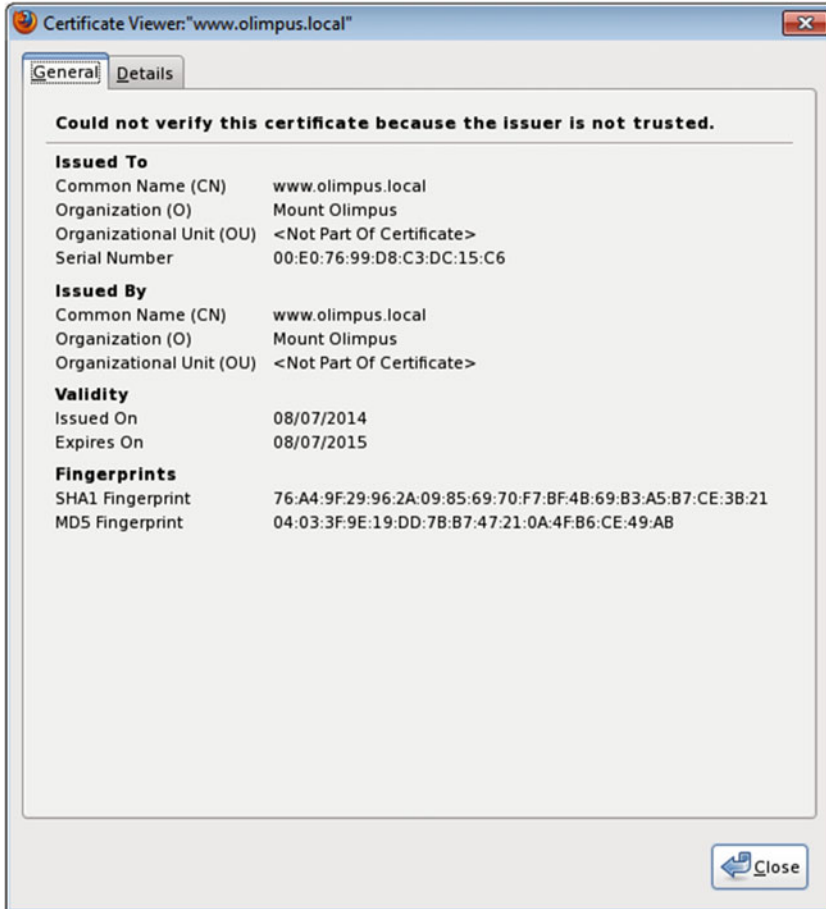 Certificate Viewer:"www.olimpus.local"
General Details
Could not verify this certificate because the issuer is not trusted.
Issued To
Common Name (CN) www.olimpus.local
Organization (O) Mount Olimpus
Organizational Unit (OU) <Not Part Of Certificate>
Serial Number 00:E0:76:99:D8:C3:DC:15:C6
Issued By
Common Name (CN) www.olimpus.local
Organization (O) Mount Olimpus
Organizational Unit (OU) <Not Part Of Certificate>
Validity
Issued On 08/07/2014
Expires On 08/07/2015
Fingerprints
SHA1 Fingerprint 76:A4:9F:29:96:2A:09:85:69:70:F7:BF:4B:69:B3:A5:B7:CE:3B:21
MD5 Fingerprint 04:03:3F:9E:19:DD:7B:B7:47:21:0A:4F:B6:CE:49:AB
Close